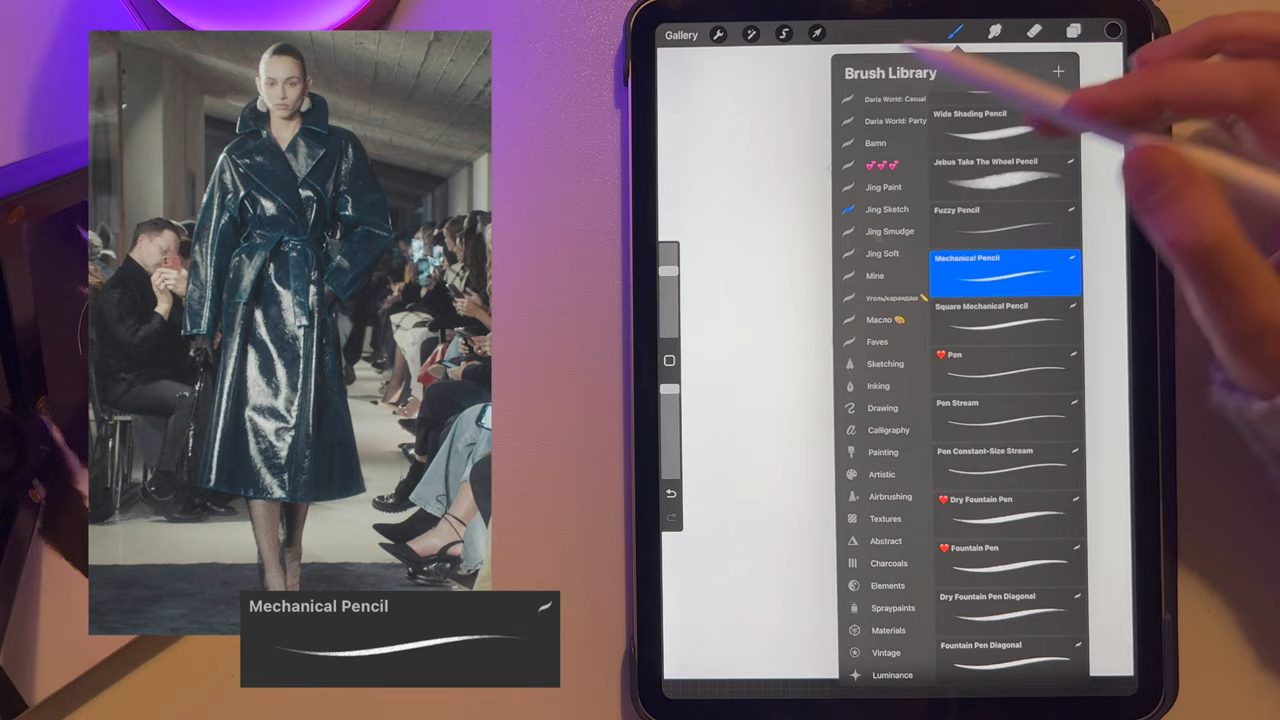 Gallery
Brush Library
Daria World: Casual
Daria World: Party
Bamn
💕💕💕
Jing Paint
Jing Sketch
Jing Smudge
Jing Soft
Mine
Уголь/карандаш ✏️
Масло 🎨
Faves
Sketching
Inking
Drawing
Calligraphy
Painting
Artistic
Airbrushing
Textures
Abstract
Charcoals
Elements
Spraypaints
Materials
Vintage
Luminance
Wide Shading Pencil
Jebus Take The Wheel Pencil
Fuzzy Pencil
Mechanical Pencil
Square Mechanical Pencil
❤️ Pen
Pen Stream
Pen Constant-Size Stream
❤️ Dry Fountain Pen
❤️ Fountain Pen
Dry Fountain Pen Diagonal
Fountain Pen Diagonal
Mechanical Pencil